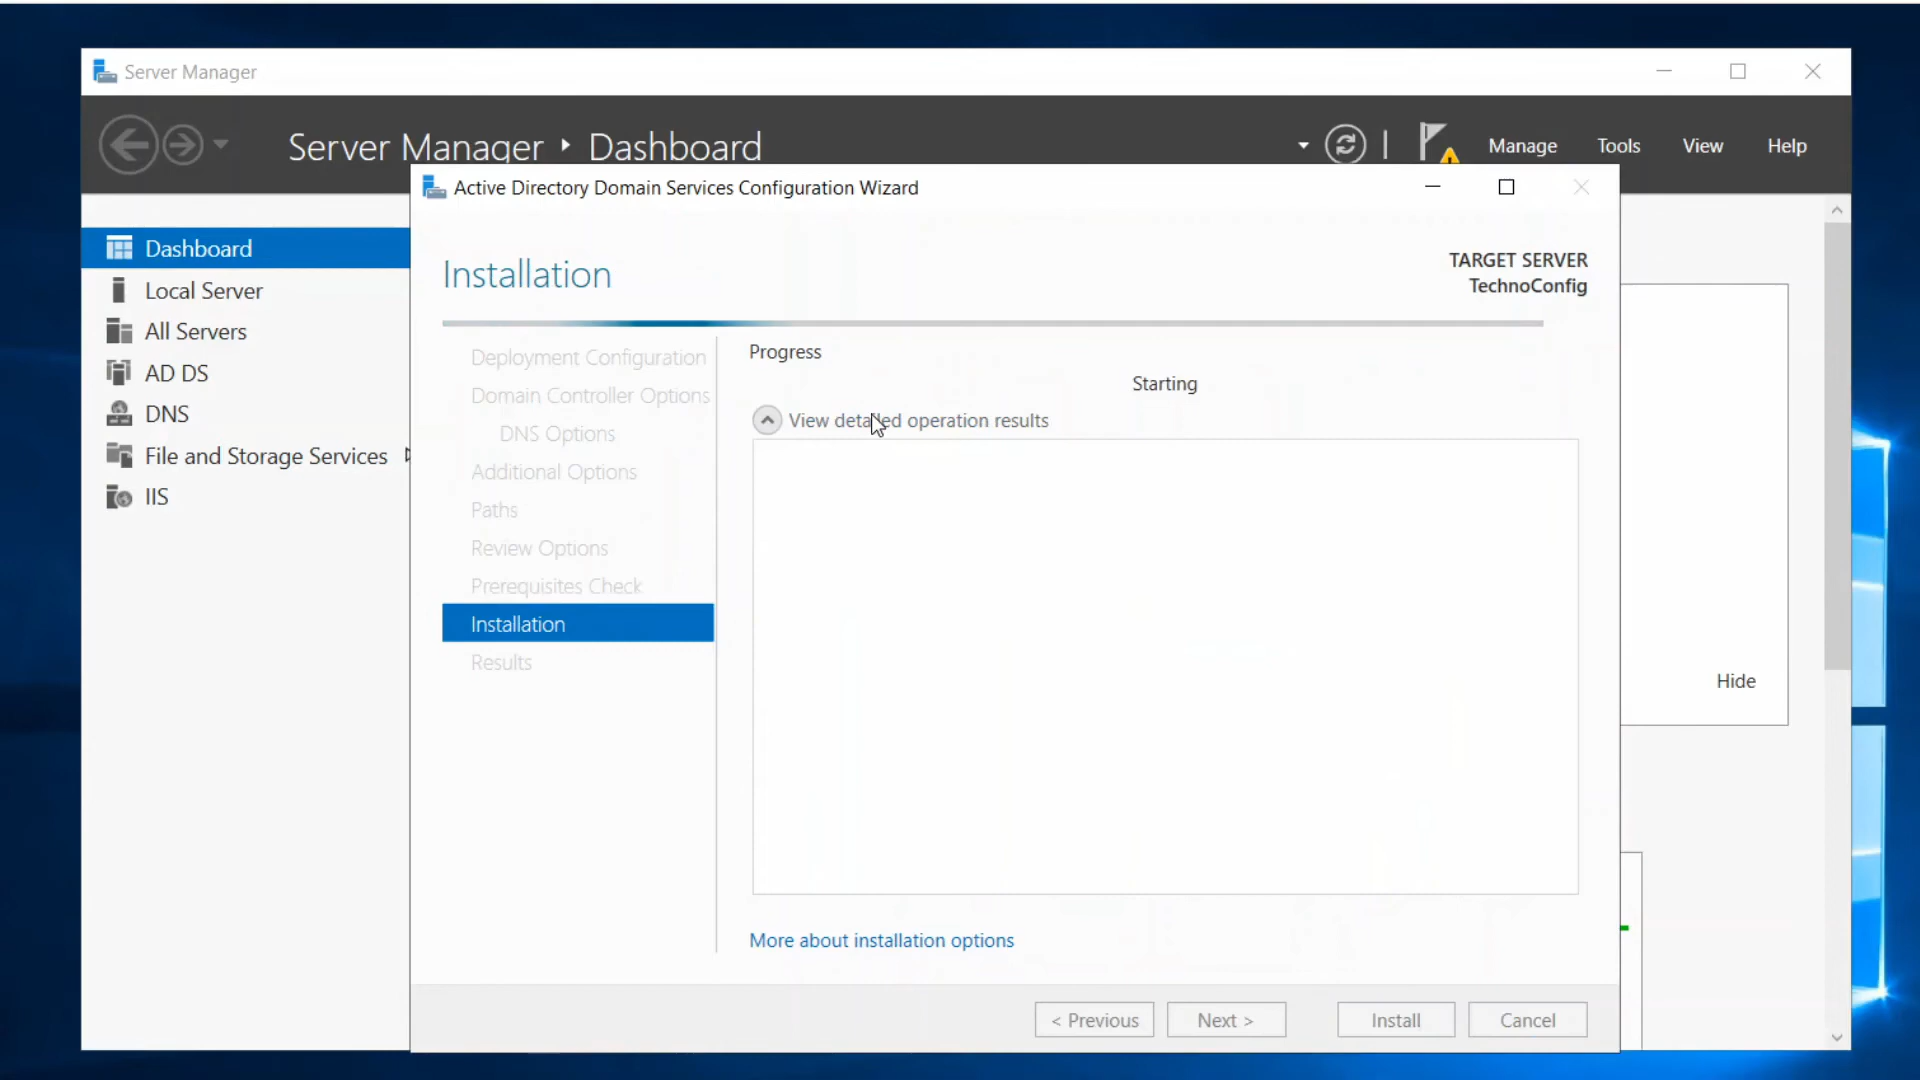 Server Manager
Server Manager Dashboard
Manage Tools View Help
Active Directory Domain Services Configuration Wizard
Dashboard
Local Server
All Servers
AD DS
DNS
File and Storage Services
IIS
Installation
TARGET SERVER
TechnoConfig
Deployment Configuration
Domain Controller Options
DNS Options
Additional Options
Paths
Review Options
Prerequisites Check
Installation
Results
Progress
Starting
View detailed operation results
Hide
More about installation options
< Previous Next > Install Cancel